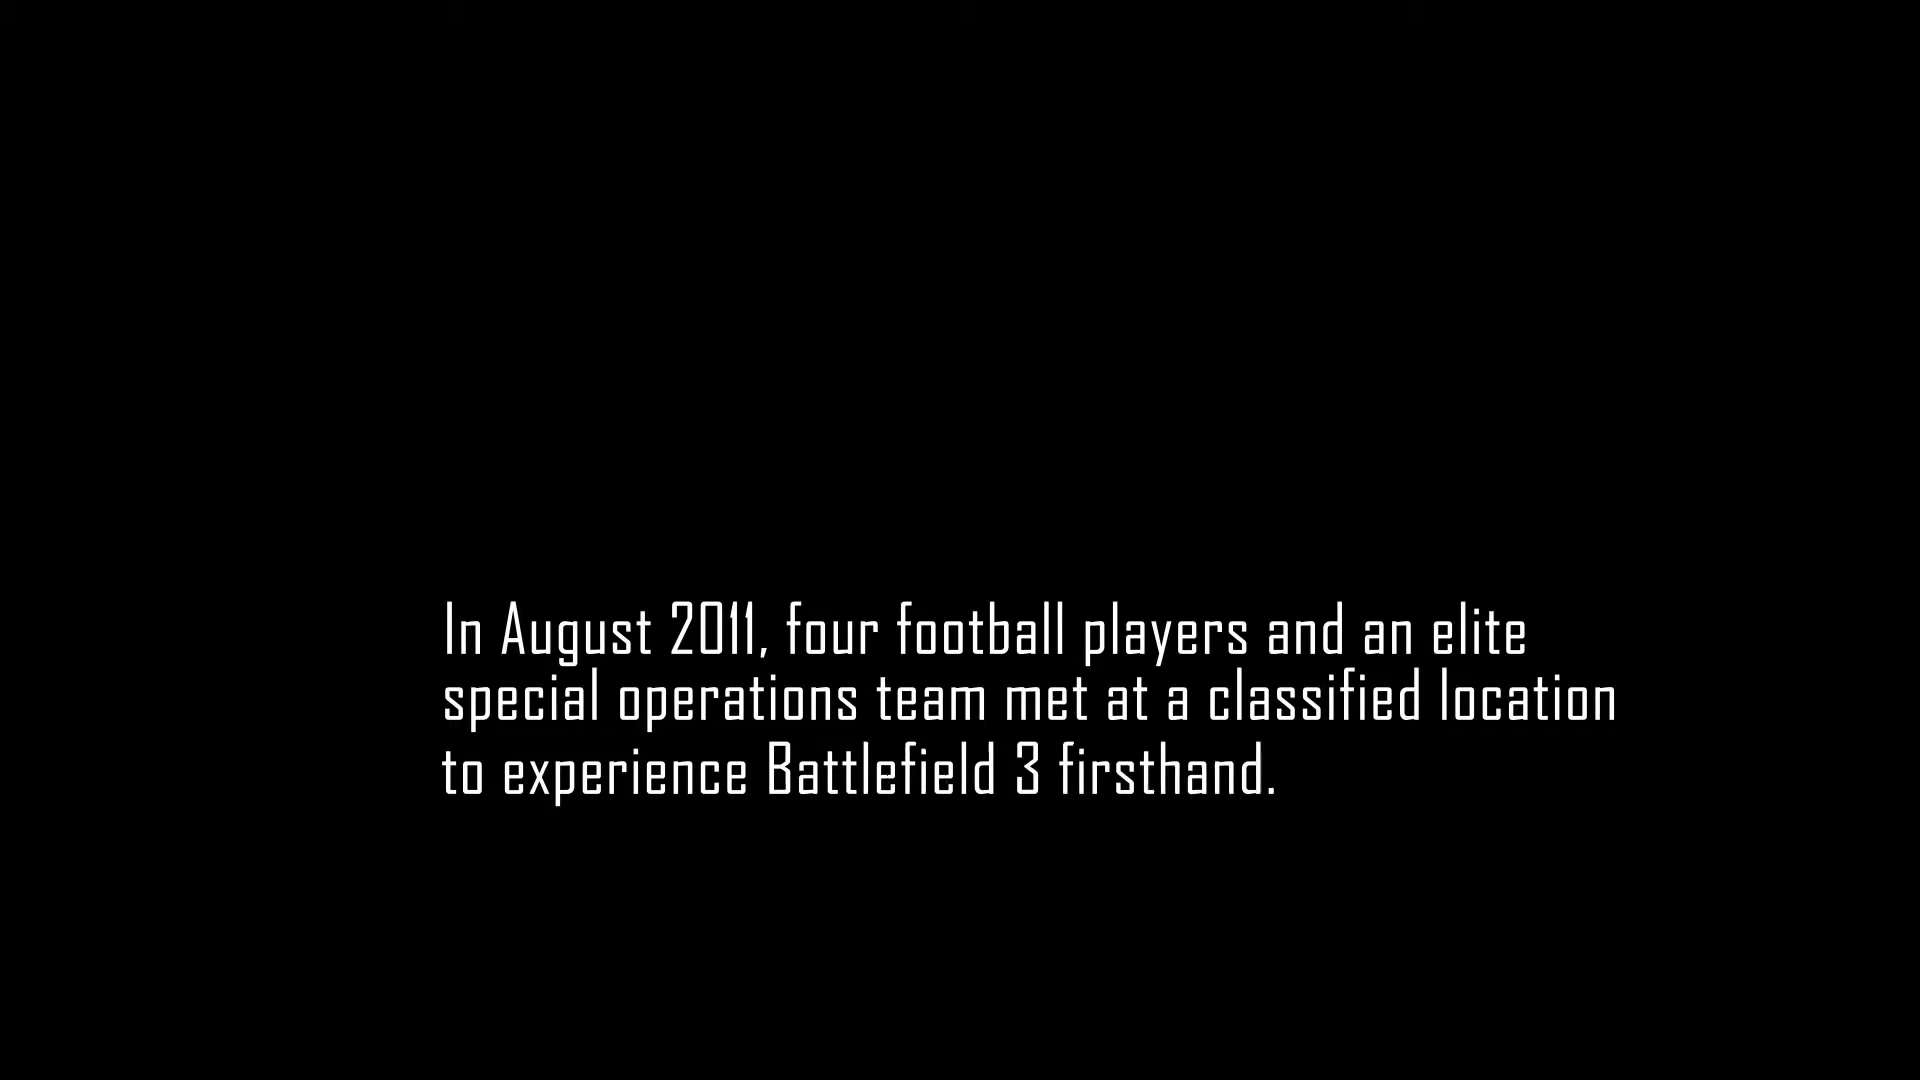 In August 2011, four football players and an elite
special operations team met at a classified location
to experience Battlefield 3 firsthand.